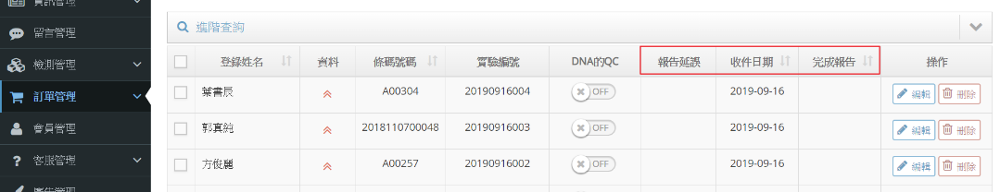 資訊管理
留言管理
檢測管理
訂單管理
會員管理
客服管理
廣告管理
進階查詢
登錄姓名 資料 條碼號碼 實驗編號 DNA的QC 報告延誤 收件日期 完成報告 操作
葉書辰 A00304 20190916004 OFF 2019-09-16 編輯 刪除
郭真純 2018110700048 20190916003 OFF 2019-09-16 編輯 刪除
方俊麗 A00257 20190916002 OFF 2019-09-16 編輯 刪除